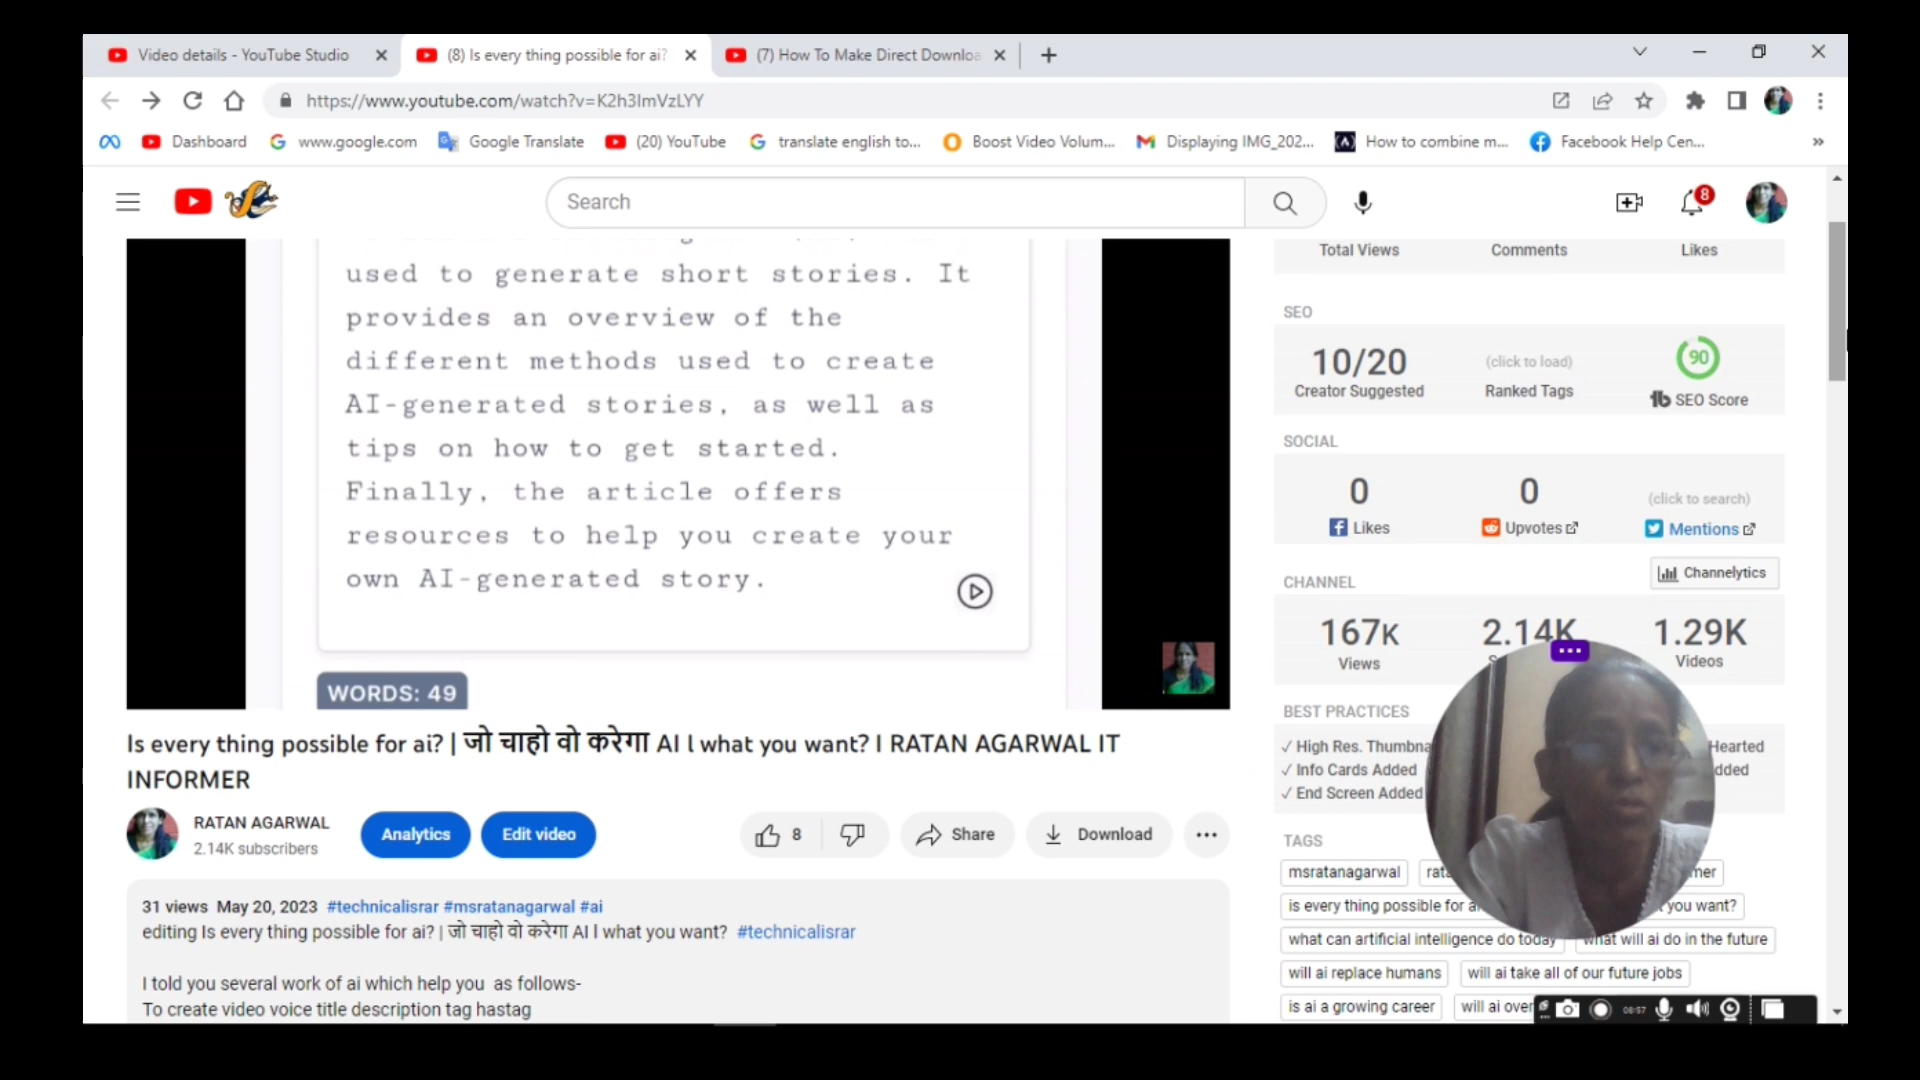 Video details - YouTube Studio
(8) Is every thing possible for ai?
(7) How To Make Direct Downloa
https://www.youtube.com/watch?v=K2h3ImVzLYY
Dashboard
www.google.com
Google Translate
(20) YouTube
translate english to...
Boost Video Volum...
Displaying IMG_202...
How to combine m...
Facebook Help Cen...
Search
8
used to generate short stories. It
provides an overview of the
different methods used to create
AI-generated stories, as well as
tips on how to get started.
Finally, the article offers
resources to help you create your
own AI-generated story.
WORDS: 49
Is every thing possible for ai? | जो चाहो वो करेगा AI l what you want? I RATAN AGARWAL IT
INFORMER
RATAN AGARWAL
2.14K subscribers
Analytics
Edit video
8
Share
Download
31 views May 20, 2023 #technicalisrar #msratanagarwal #ai
editing Is every thing possible for ai? | जो चाहो वो करेगा AI l what you want? #technicalisrar
I told you several work of ai which help you as follows-
To create video voice title description tag hastag
Total Views
Comments
Likes
SEO
10/20
Creator Suggested
(click to load)
Ranked Tags
90
SEO Score
SOCIAL
0
Likes
0
Upvotes
(click to search)
Mentions
CHANNEL
Channelytics
167K
Views
2.14K
1.29K
Videos
BEST PRACTICES
✓ High Res. Thumbna
Hearted
✓ Info Cards Added
dded
✓ End Screen Added
TAGS
msratanagarwal
rata
mer
is every thing possible for a
you want?
what can artificial intelligence do today
what will ai do in the future
will ai replace humans
will ai take all of our future jobs
is ai a growing career
will ai over
08:57